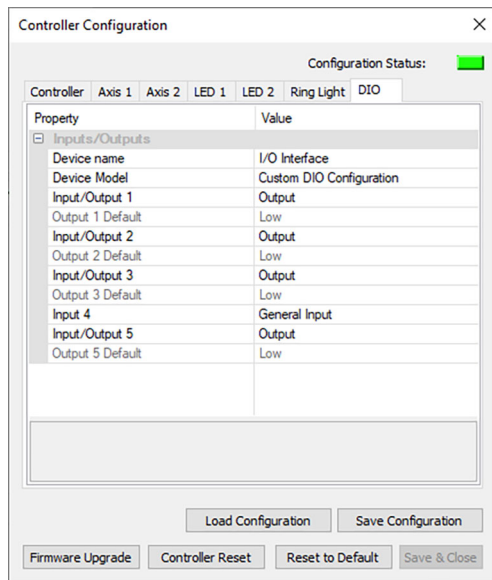 Controller Configuration
Configuration Status:
Controller Axis 1 Axis 2 LED 1 LED 2 Ring Light DIO
Property Value
Inputs/Outputs
Device name I/O Interface
Device Model Custom DIO Configuration
Input/Output 1 Output
Output 1 Default Low
Input/Output 2 Output
Output 2 Default Low
Input/Output 3 Output
Output 3 Default Low
Input 4 General Input
Input/Output 5 Output
Output 5 Default Low
Load Configuration Save Configuration
Firmware Upgrade Controller Reset Reset to Default Save & Close